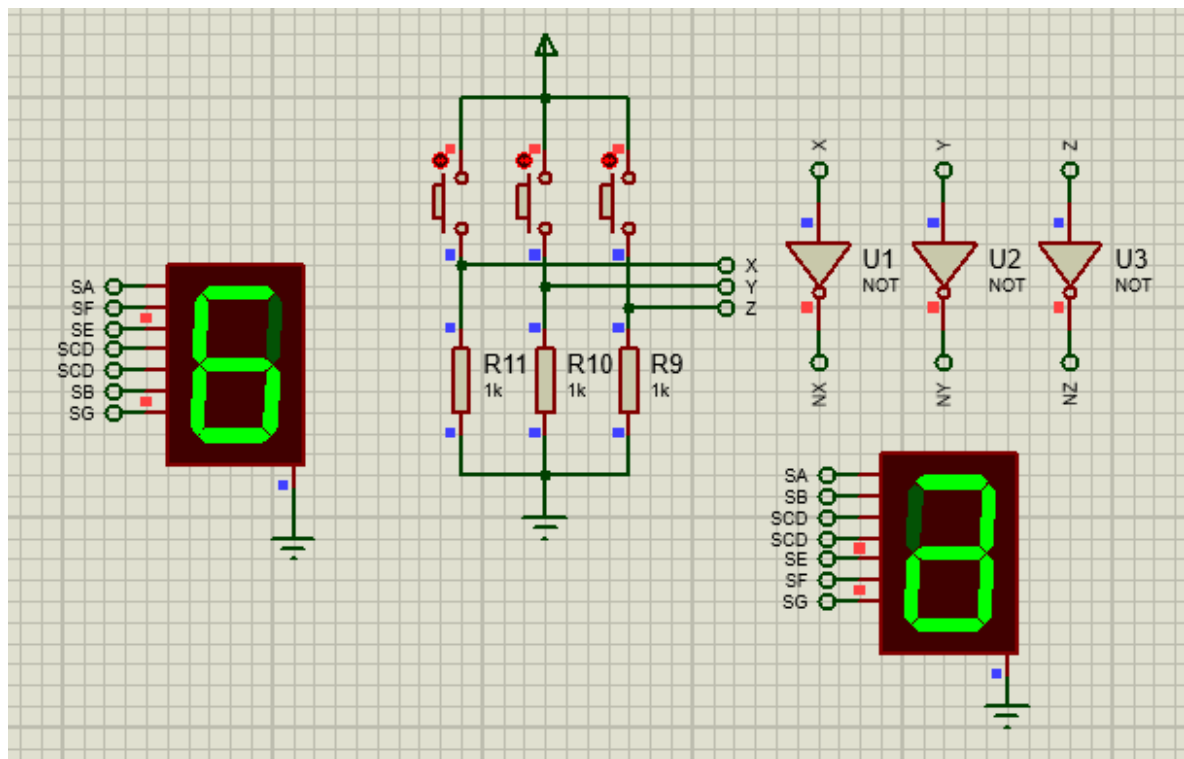 X Y Z
U1 U2 U3
NOT NOT NOT
X
Y
Z
SA
SF
SE
SCD
SCD
SB
SG
R11 R10 R9
1k 1k 1k
NX NY NZ
SA
SB
SCD
SCD
SE
SF
SG